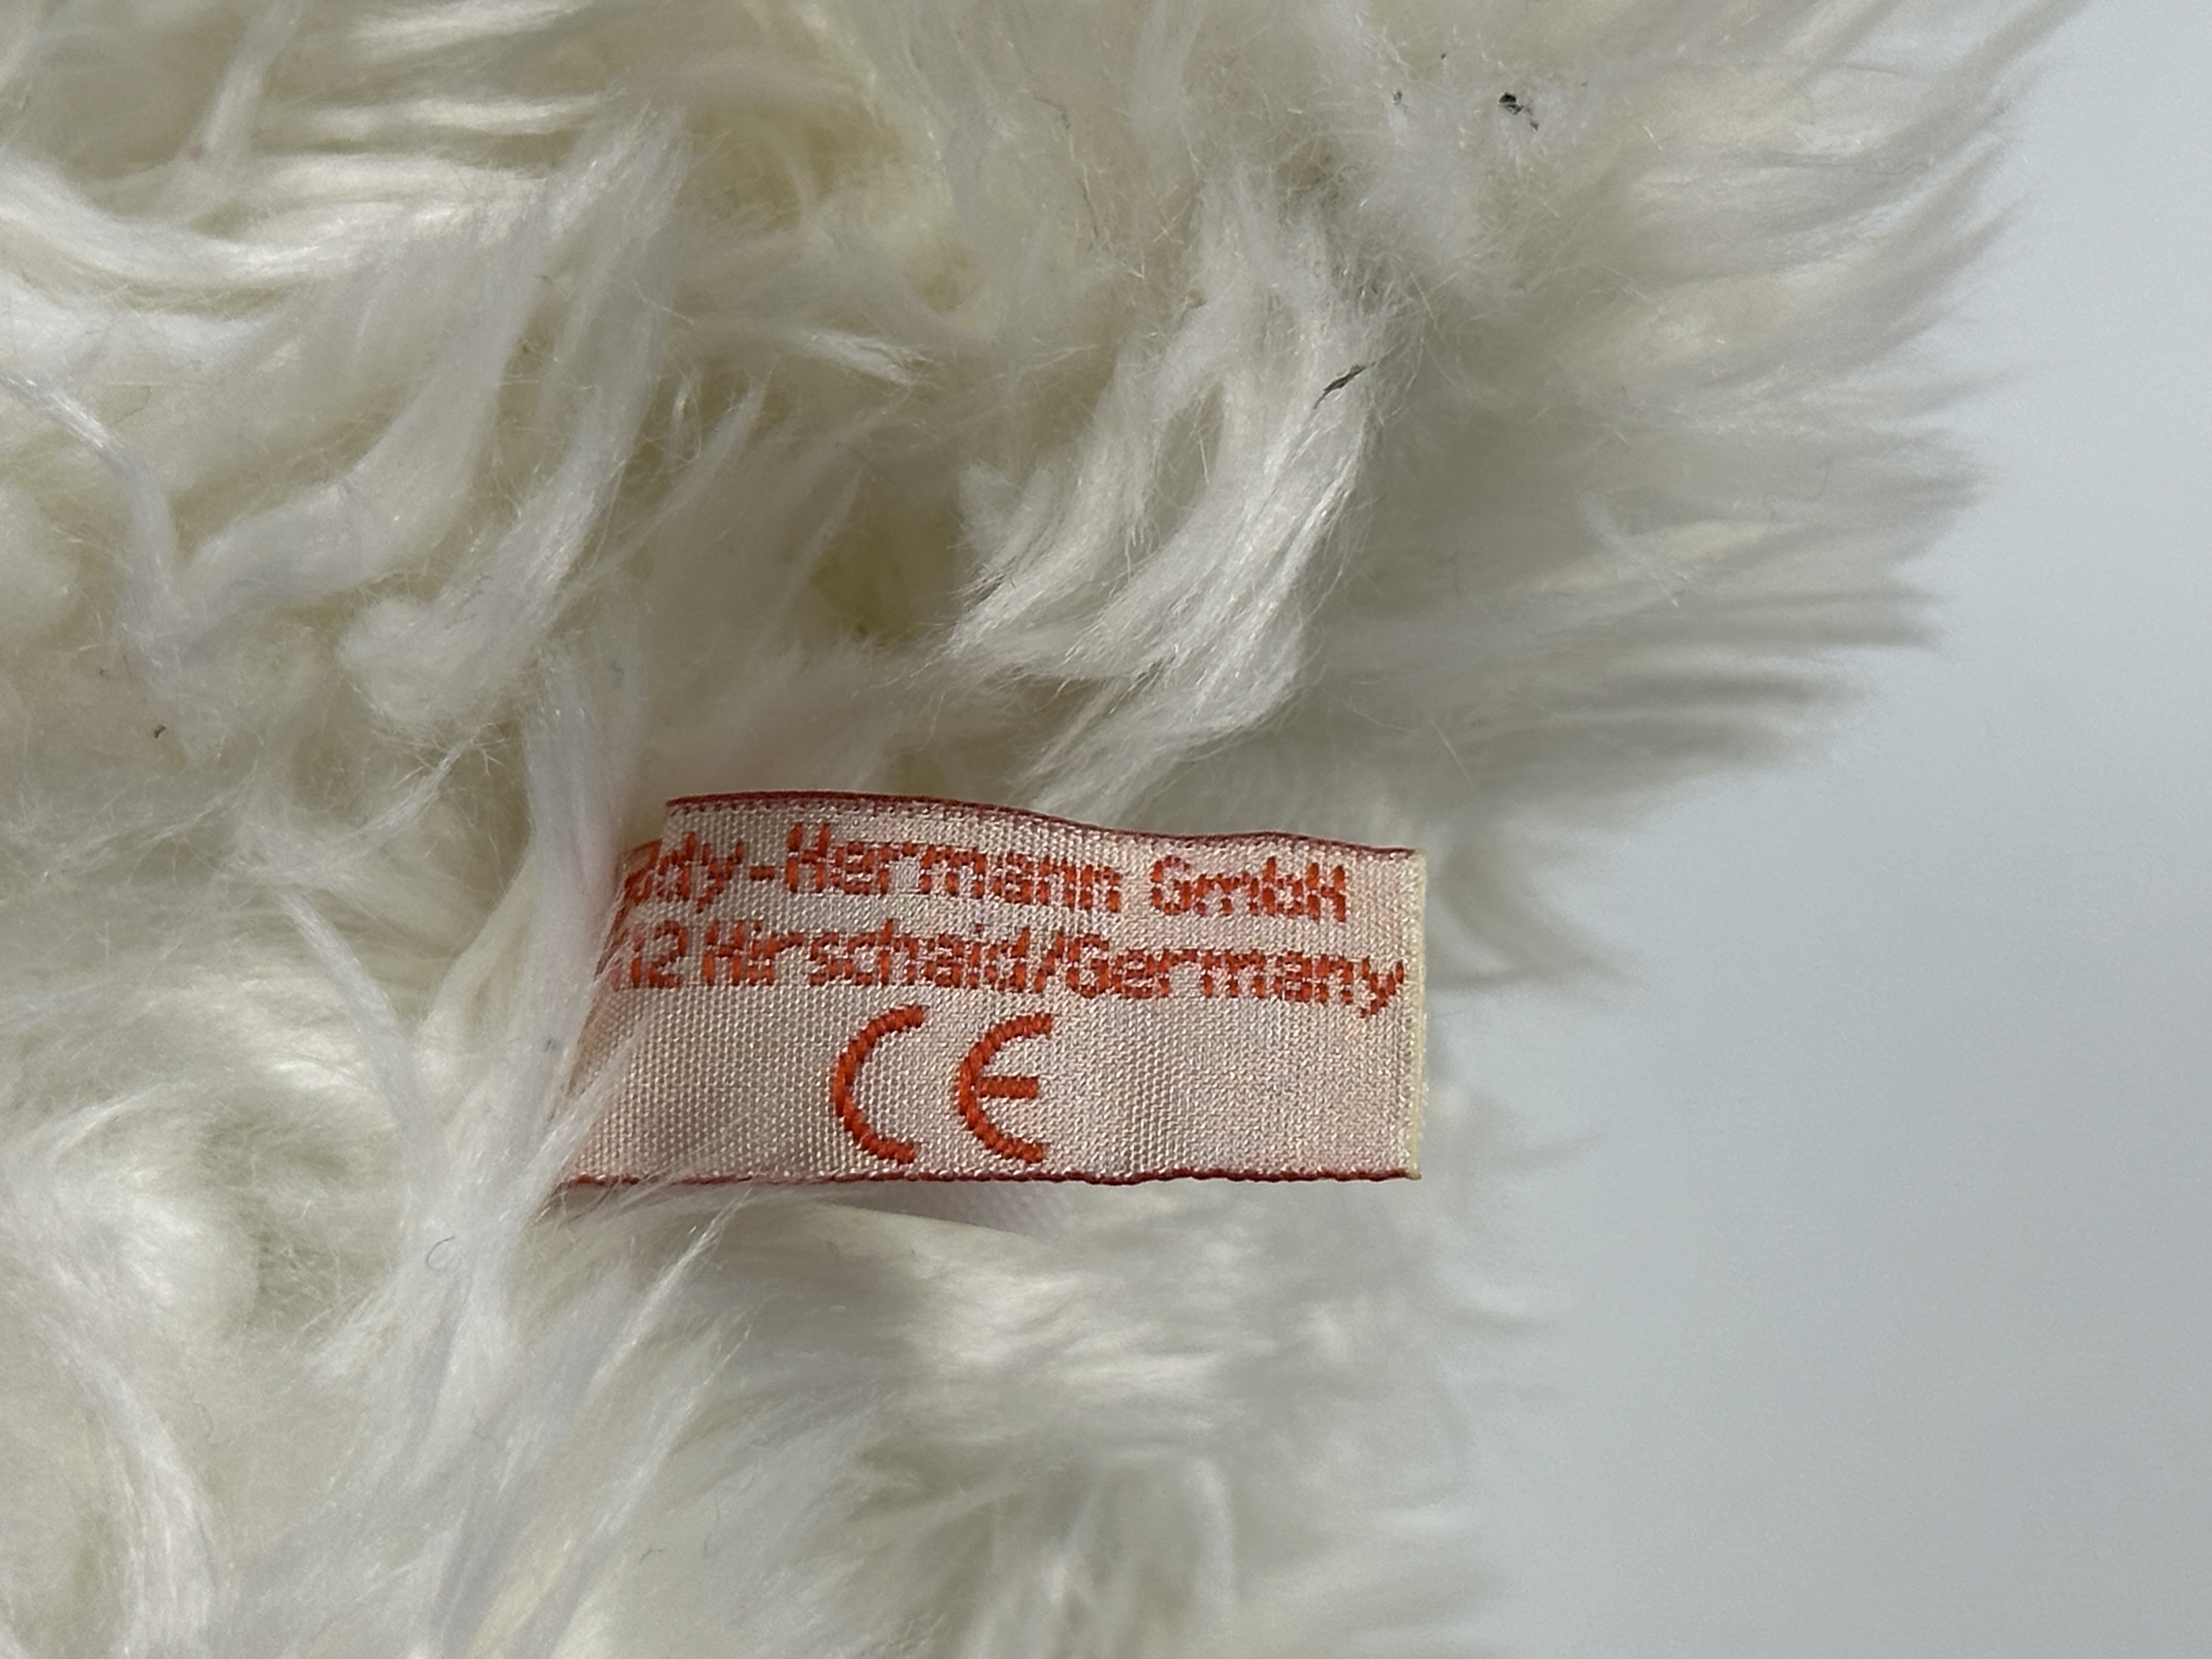 ddy-Hermann GmbH
12 Hirschaid/Germany
CE